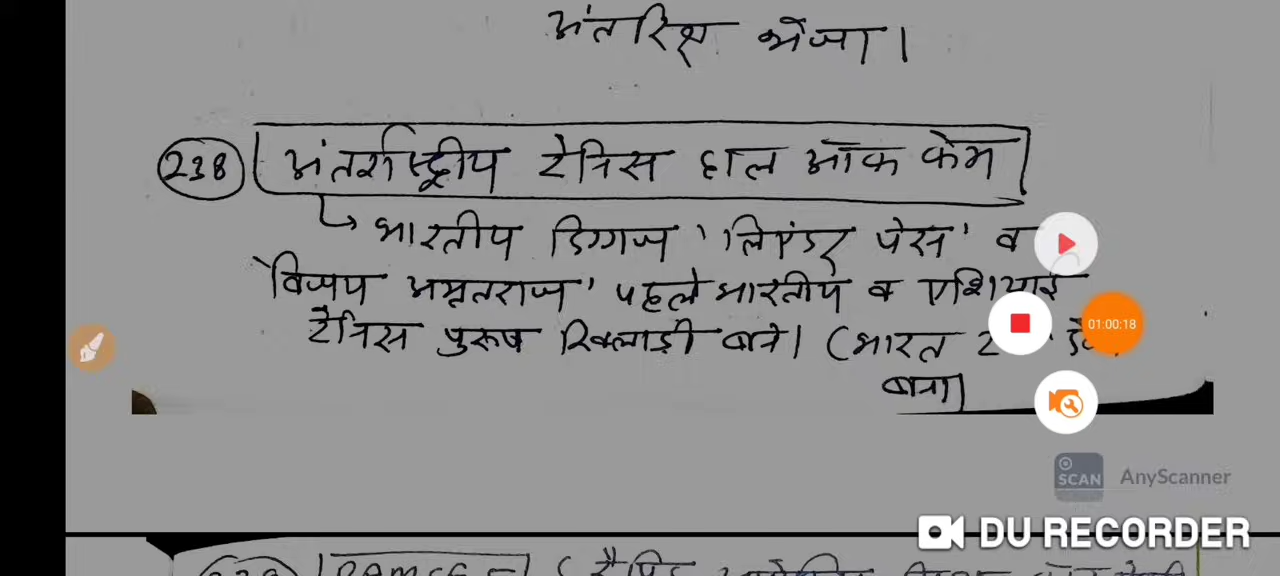 अंतरिक्ष भेजा।
238 अंतर्राष्ट्रीय टेनिस हाल ऑफ फेम
भारतीय दिग्गज 'लिएंडर पेस' व
'विजय अमृतराज' पहले भारतीय व एशियाई
टेनिस पुरूष खिलाड़ी बने। (भारत
बना)
01:00:18
SCAN AnyScanner
DU RECORDER